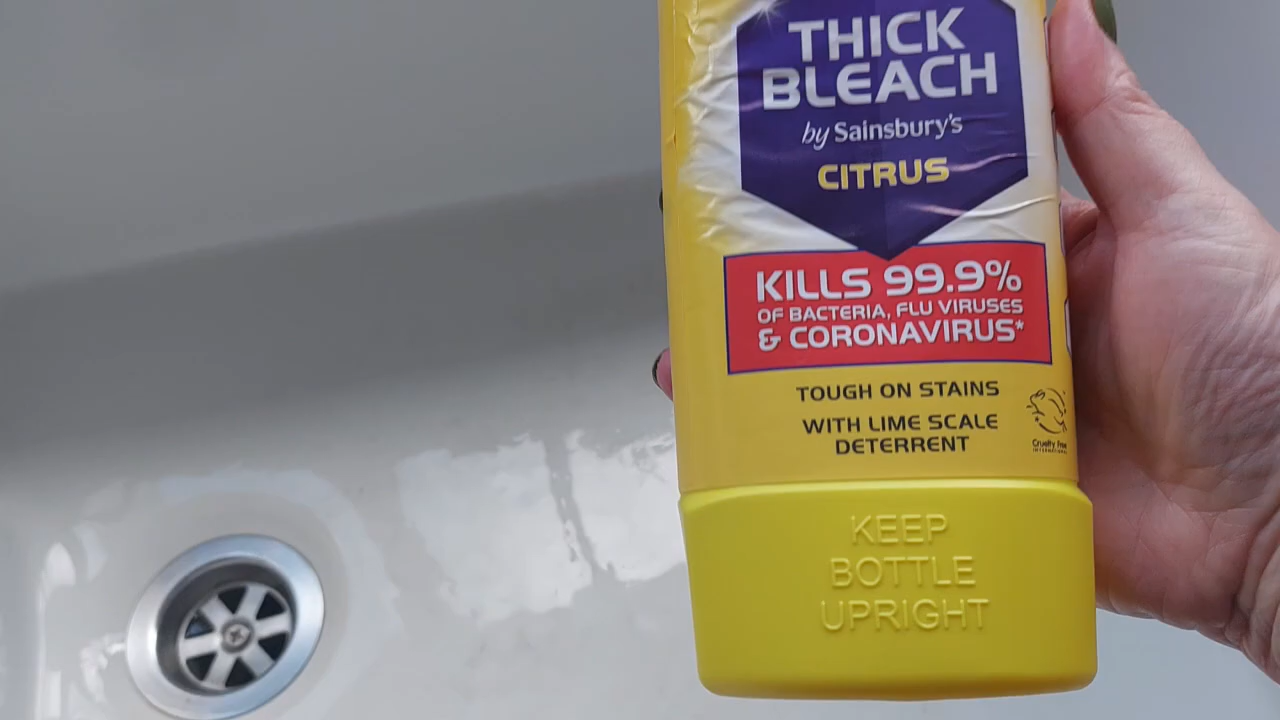 THICK
BLEACH
by Sainsbury's
CITRUS
KILLS 99.9%
OF BACTERIA, FLU VIRUSES
& CORONAVIRUS*
TOUGH ON STAINS
WITH LIME SCALE
DETERRENT
Cruelty Free
INTERNATIONAL
KEEP
BOTTLE
UPRIGHT